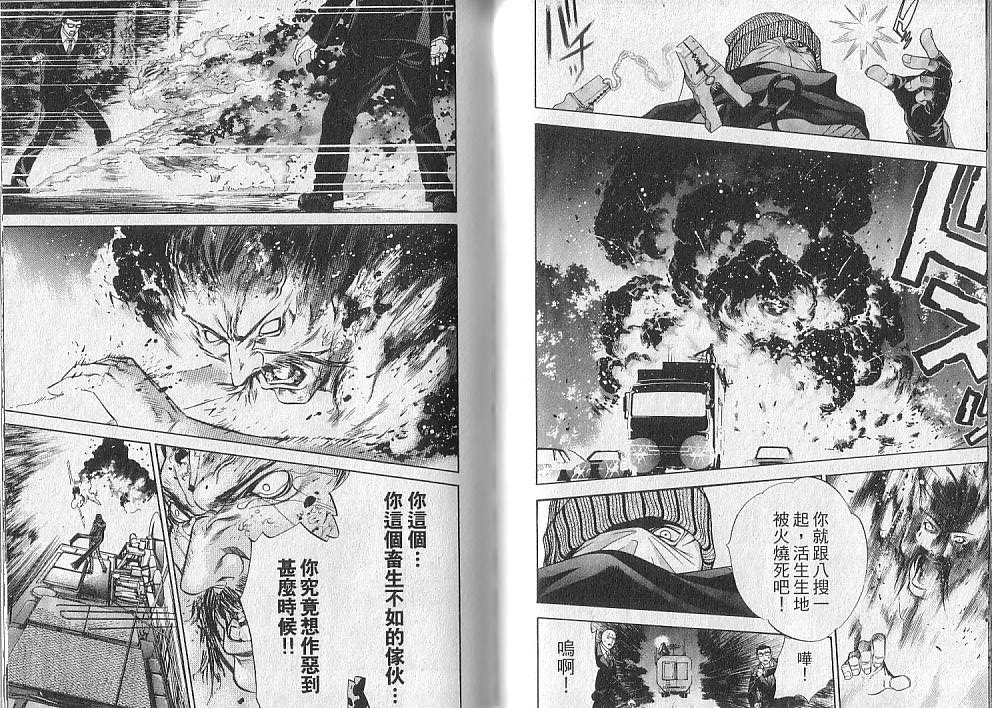 バチ
你就跟八搜一
起，活生生地
被火燒死吧！
嘩！
嗚啊！
你這個…
你這個畜生不如的傢伙…
你究竟想作惡到
甚麼時候!!